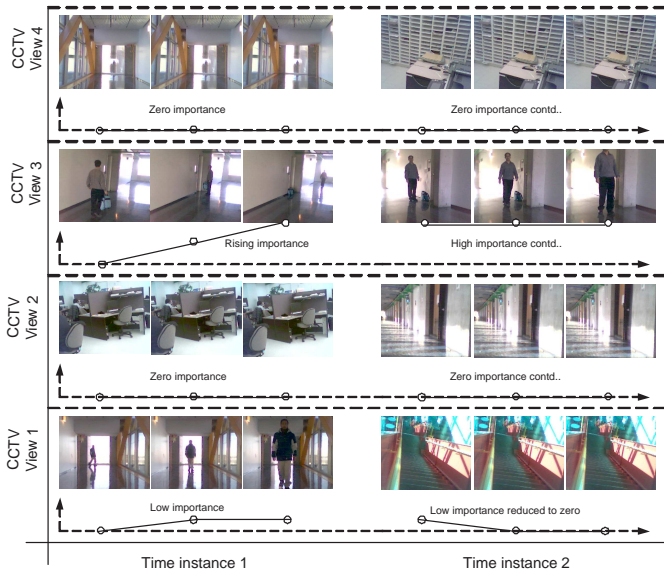 CCTV
View 4
Zero importance
Zero importance contd..
CCTV
View 3
Rising importance
High importance contd..
CCTV
View 2
Zero importance
Zero importance contd..
CCTV
View 1
Low importance
Low importance reduced to zero
Time instance 1
Time instance 2